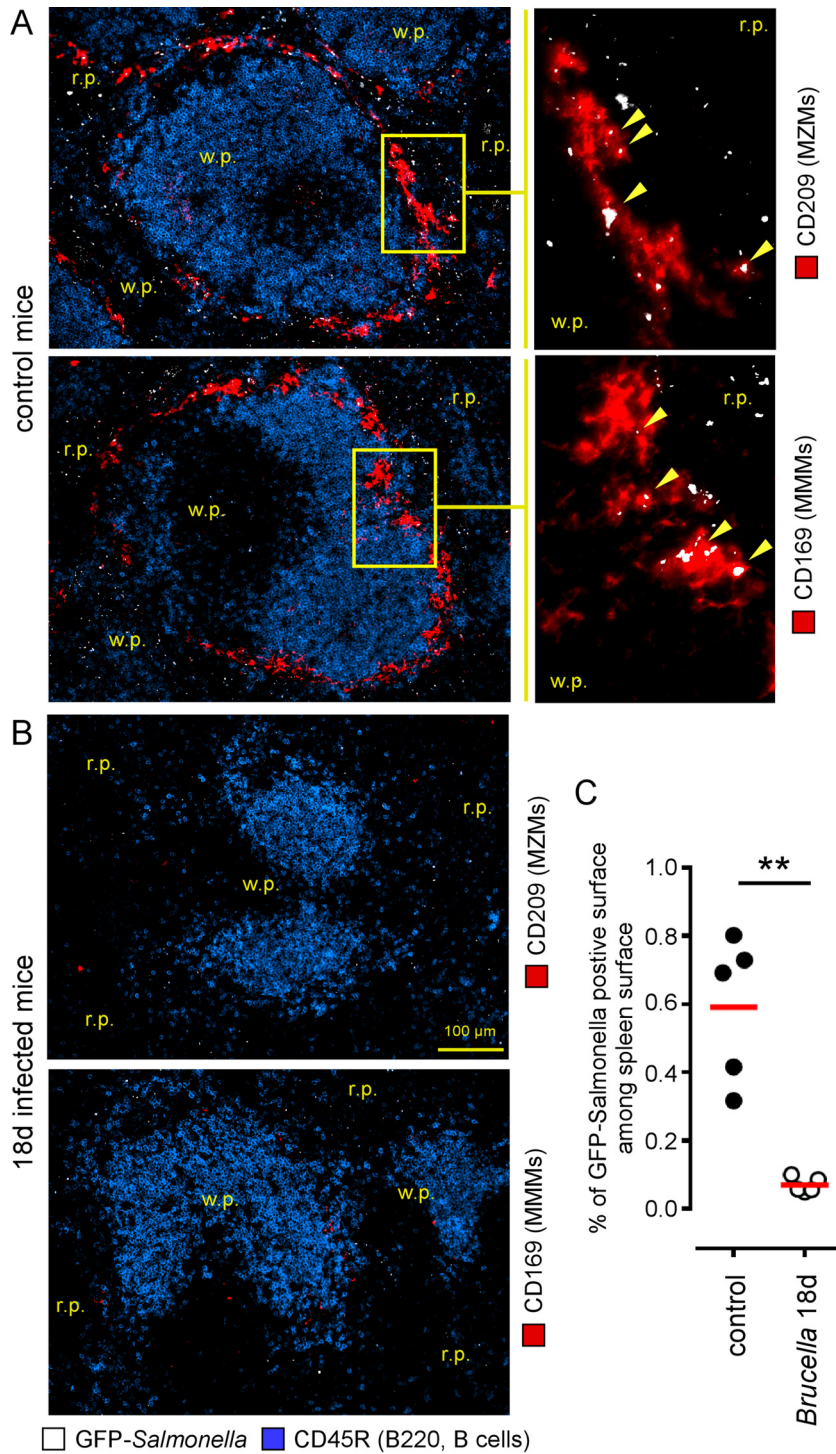 A
control mice
r.p.
w.p.
w.p.
r.p.
w.p.
r.p.
w.p.
CD209 (MZMs)
r.p.
r.p.
w.p.
w.p.
r.p.
w.p.
CD169 (MMMs)
B
18d infected mice
r.p.
r.p.
w.p.
r.p.
100 µm
CD209 (MZMs)
r.p.
w.p.
w.p.
r.p.
r.p.
CD169 (MMMs)
GFP-Salmonella
CD45R (B220, B cells)
C
% of GFP-Salmonella postive surface
among spleen surface
1.0
0.8
0.6
0.4
0.2
0.0
**
control
Brucella 18d